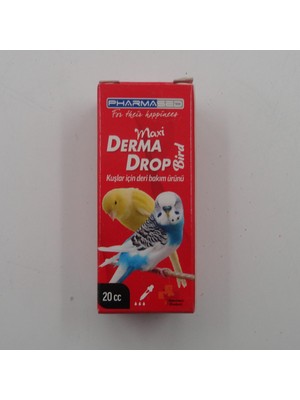 PHARMA
For their happiness
Maxi
DERMA
DROP
Bird
Kuşlar için deri bakım ürünü
20 cc